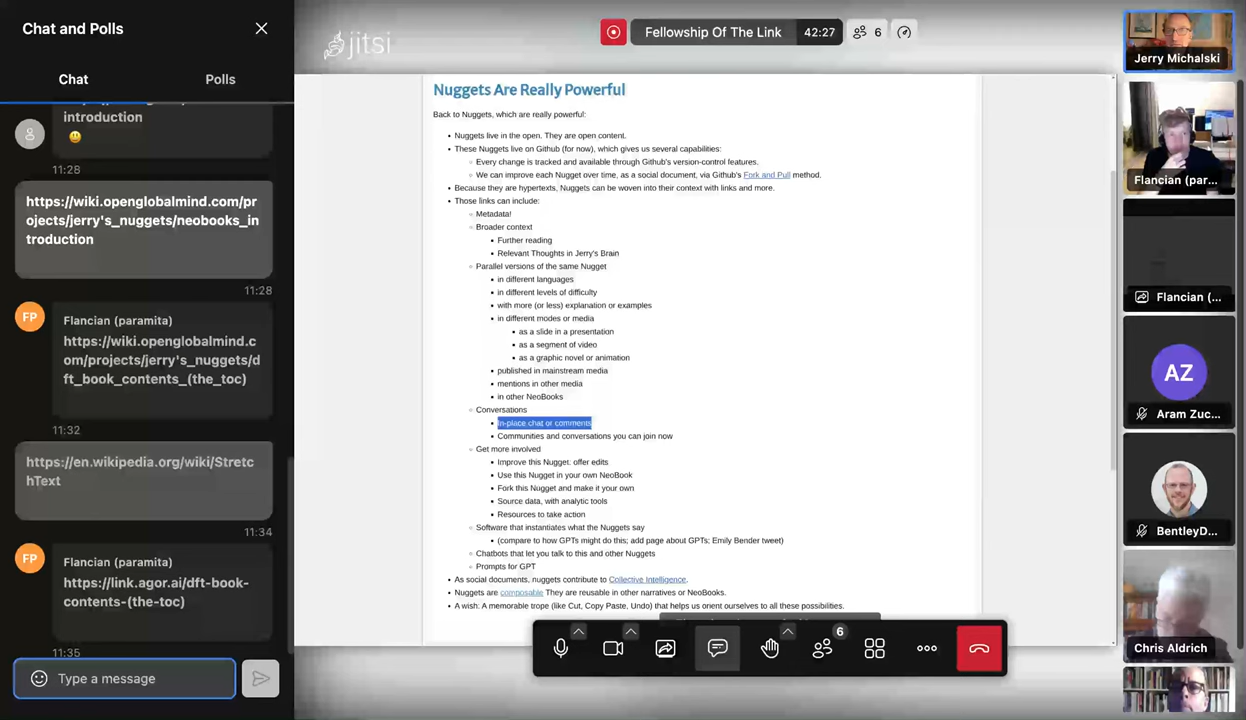 Chat and Polls
Chat
Polls
introduction
11:28
https://wiki.openglobalmind.com/pr
ojects/jerry's_nuggets/neobooks_in
troduction
11:28
FP
Flancian (paramita)
https://wiki.openglobalmind.c
om/projects/jerry's_nuggets/d
ft_book_contents_(the_toc)
11:32
https://en.wikipedia.org/wiki/Stretc
hText
11:34
FP
Flancian (paramita)
https://link.agor.ai/dft-book-
contents-(the-toc)
11:35
Type a message
jitsi
Fellowship Of The Link
42:27
6
Nuggets Are Really Powerful
Back to Nuggets, which are really powerful:
• Nuggets live in the open. They are open content.
• These Nuggets live on Github (for now), which gives us several capabilities:
◦ Every change is tracked and available through Github's version-control features.
◦ We can improve each Nugget over time, as a social document, via Github's Fork and Pull method.
• Because they are hypertexts, Nuggets can be woven into their context with links and more.
• Those links can include:
◦ Metadata!
◦ Broader context
▪ Further reading
▪ Relevant Thoughts in Jerry's Brain
◦ Parallel versions of the same Nugget
▪ in different languages
▪ in different levels of difficulty
▪ with more (or less) explanation or examples
▪ in different modes or media
▪ as a slide in a presentation
▪ as a segment of video
▪ as a graphic novel or animation
▪ published in mainstream media
▪ mentions in other media
▪ in other NeoBooks
◦ Conversations
▪ In-place chat or comments
▪ Communities and conversations you can join now
◦ Get more involved
▪ Improve this Nugget: offer edits
▪ Use this Nugget in your own NeoBook
▪ Fork this Nugget and make it your own
▪ Source data, with analytic tools
▪ Resources to take action
◦ Software that instantiates what the Nuggets say
▪ (compare to how GPTs might do this; add page about GPTs; Emily Bender tweet)
◦ Chatbots that let you talk to this and other Nuggets
◦ Prompts for GPT
• As social documents, nuggets contribute to Collective Intelligence.
• Nuggets are composable They are reusable in other narratives or NeoBooks.
• A wish: A memorable trope (like Cut, Copy Paste, Undo) that helps us orient ourselves to all these possibilities.
6
Jerry Michalski
Flancian (par...
Flancian (...
AZ
Aram Zuc...
BentleyD...
Chris Aldrich